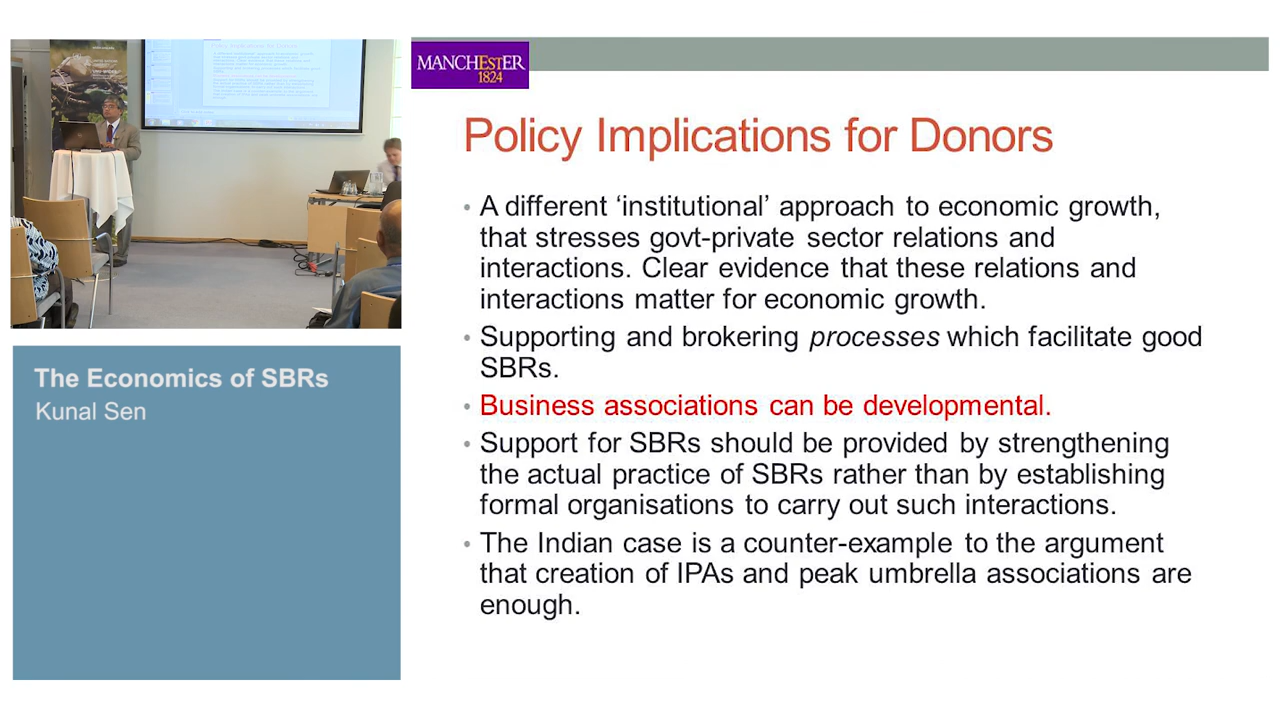 MANCHESTER
1824
Policy Implications for Donors
• A different ‘institutional’ approach to economic growth,
that stresses govt-private sector relations and
interactions. Clear evidence that these relations and
interactions matter for economic growth.
• Supporting and brokering processes which facilitate good
SBRs.
• Business associations can be developmental.
• Support for SBRs should be provided by strengthening
the actual practice of SBRs rather than by establishing
formal organisations to carry out such interactions.
• The Indian case is a counter-example to the argument
that creation of IPAs and peak umbrella associations are
enough.
The Economics of SBRs
Kunal Sen
Policy Implications for Donors